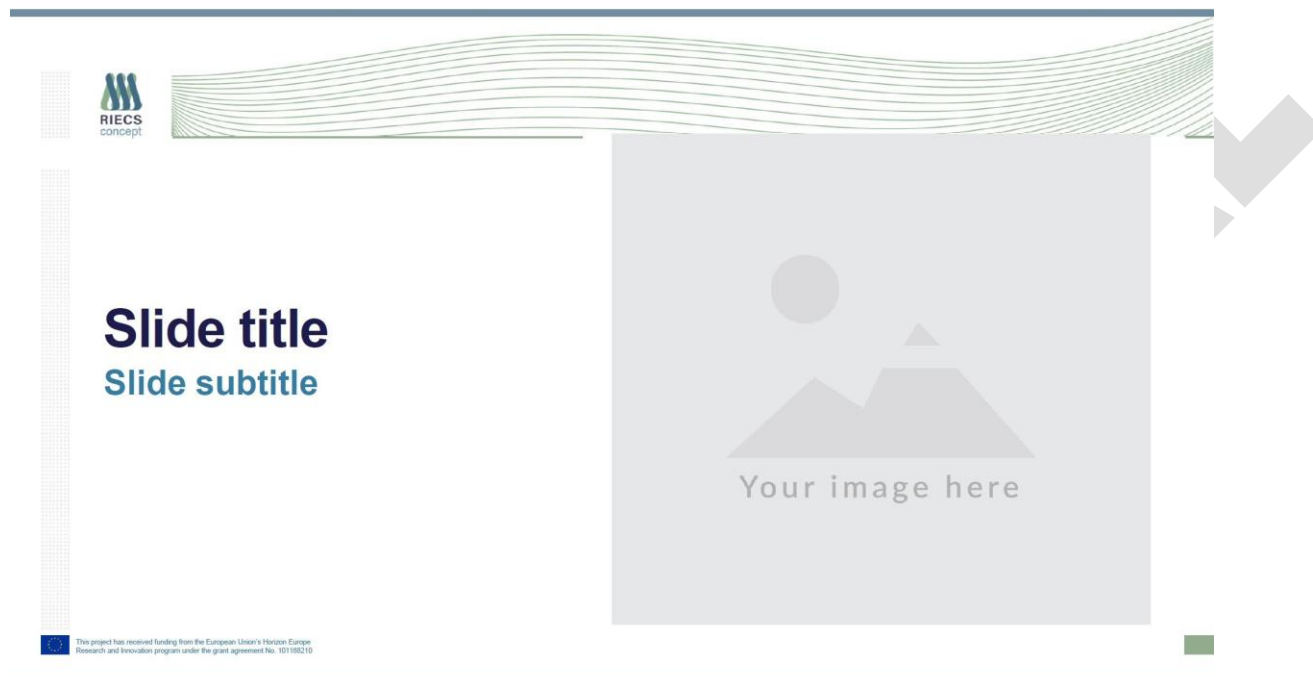 RIECS
concept
Slide title
Slide subtitle
Your image here
This project has received funding from the European Union's Horizon Europe
Research and Innovation program under the grant agreement No. 101188210